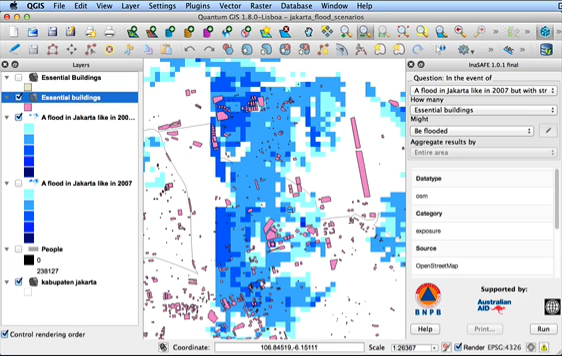 QGIS File Edit View Layer Settings Plugins Vector Raster Database Window Help
Quantum GIS 1.8.0-Lisboa - jakarta_flood_scenarios
Layers
Essential Buildings
Essential buildings
A flood in Jakarta like in 200...
A flood in Jakarta like in 2007
People
0
238127
kabupaten jakarta
Control rendering order
InaSAFE 1.0.1 final
Question: In the event of
A flood in Jakarta like in 2007 but with str
How many
Essential buildings
Might
Be flooded
Aggregate results by
Entire area
Datatype
osm
Category
exposure
Source
OpenStreetMap
Supported by:
BNPB
Australian AID
Help Print... Run
Coordinate: 106.84519,-6.15111 Scale 1:26367 Render EPSG:4326